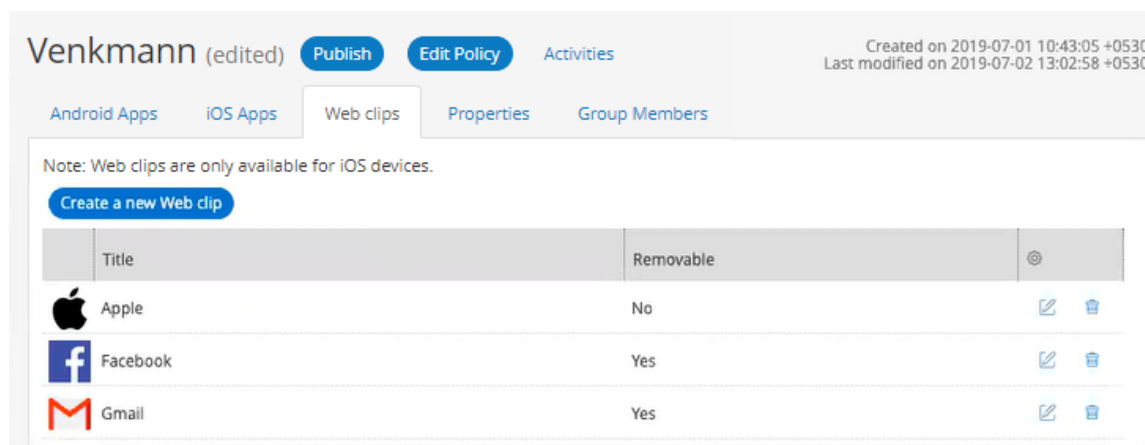 Venkmann (edited) Publish Edit Policy Activities
Created on 2019-07-01 10:43:05 +0530
Last modified on 2019-07-02 13:02:58 +0530
Android Apps iOS Apps Web clips Properties Group Members
Note: Web clips are only available for iOS devices.
Create a new Web clip
Title Removable
Apple No
Facebook Yes
Gmail Yes